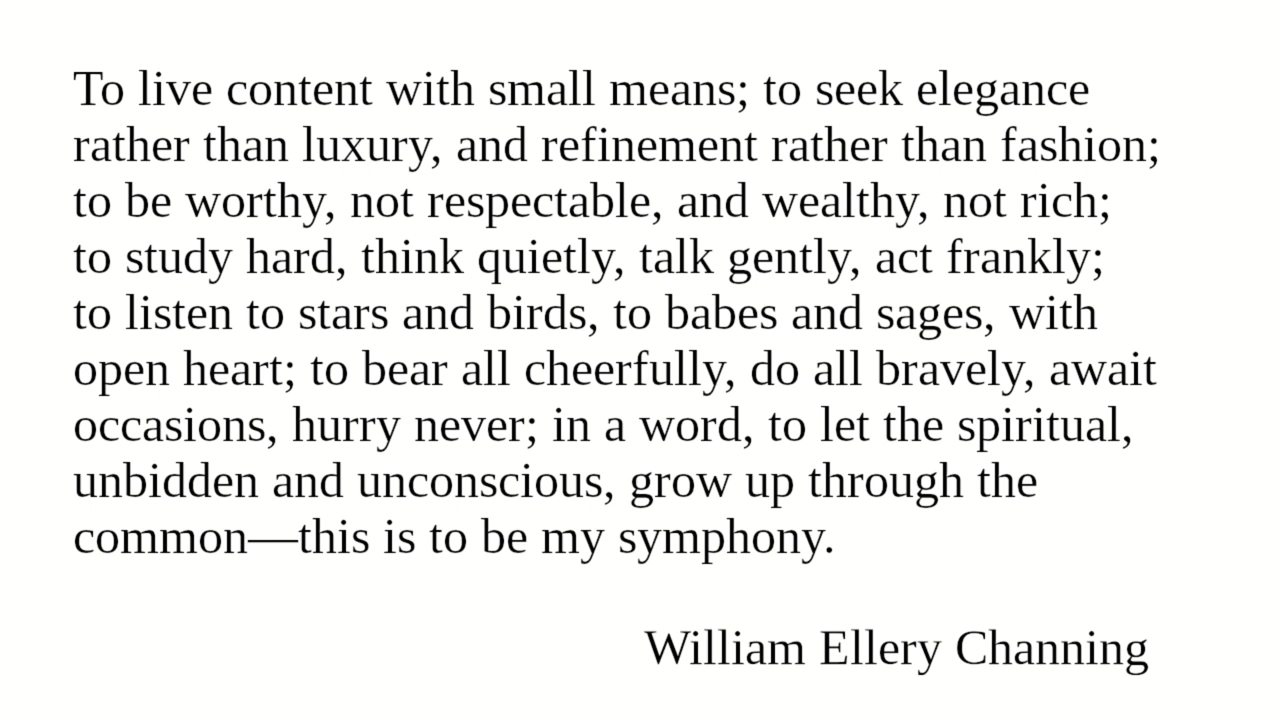 To live content with small means; to seek elegance
rather than luxury, and refinement rather than fashion;
to be worthy, not respectable, and wealthy, not rich;
to study hard, think quietly, talk gently, act frankly;
to listen to stars and birds, to babes and sages, with
open heart; to bear all cheerfully, do all bravely, await
occasions, hurry never; in a word, to let the spiritual,
unbidden and unconscious, grow up through the
common—this is to be my symphony.
William Ellery Channing